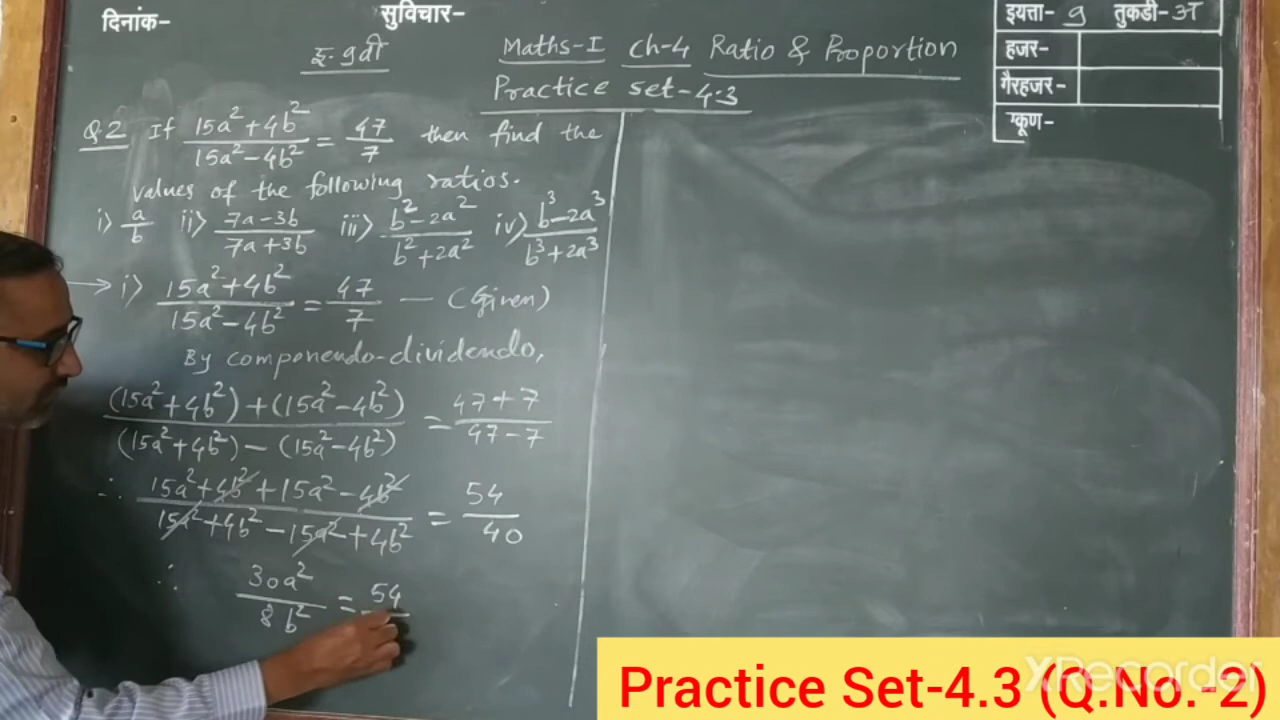 दिनांक-
सुविचार-
इयत्ता- 9 तुकडी- अ
हजर-
गैरहजर-
एकूण-
इ. 9वी
Maths-I ch-4 Ratio & Proportion
Practice set-4.3
Q.2 If (15a²+4b²)/(15a²-4b²) = 47/7 then find the
values of the following ratios.
i) a/b ii) (7a-3b)/(7a+3b) iii) (b²-2a²)/(b²+2a²) iv) (b³-2a³)/(b³+2a³)
→ i) (15a²+4b²)/(15a²-4b²) = 47/7 — (Given)
By componendo-dividendo,
((15a²+4b²)+(15a²-4b²))/((15a²+4b²)-(15a²-4b²)) = (47+7)/(47-7)
∴ (15a²+4b²+15a²-4b²)/(15a²+4b²-15a²+4b²) = 54/40
∴ 30a²/8b² = 54
Practice Set-4.3 (Q.No.-2)
XRecorder